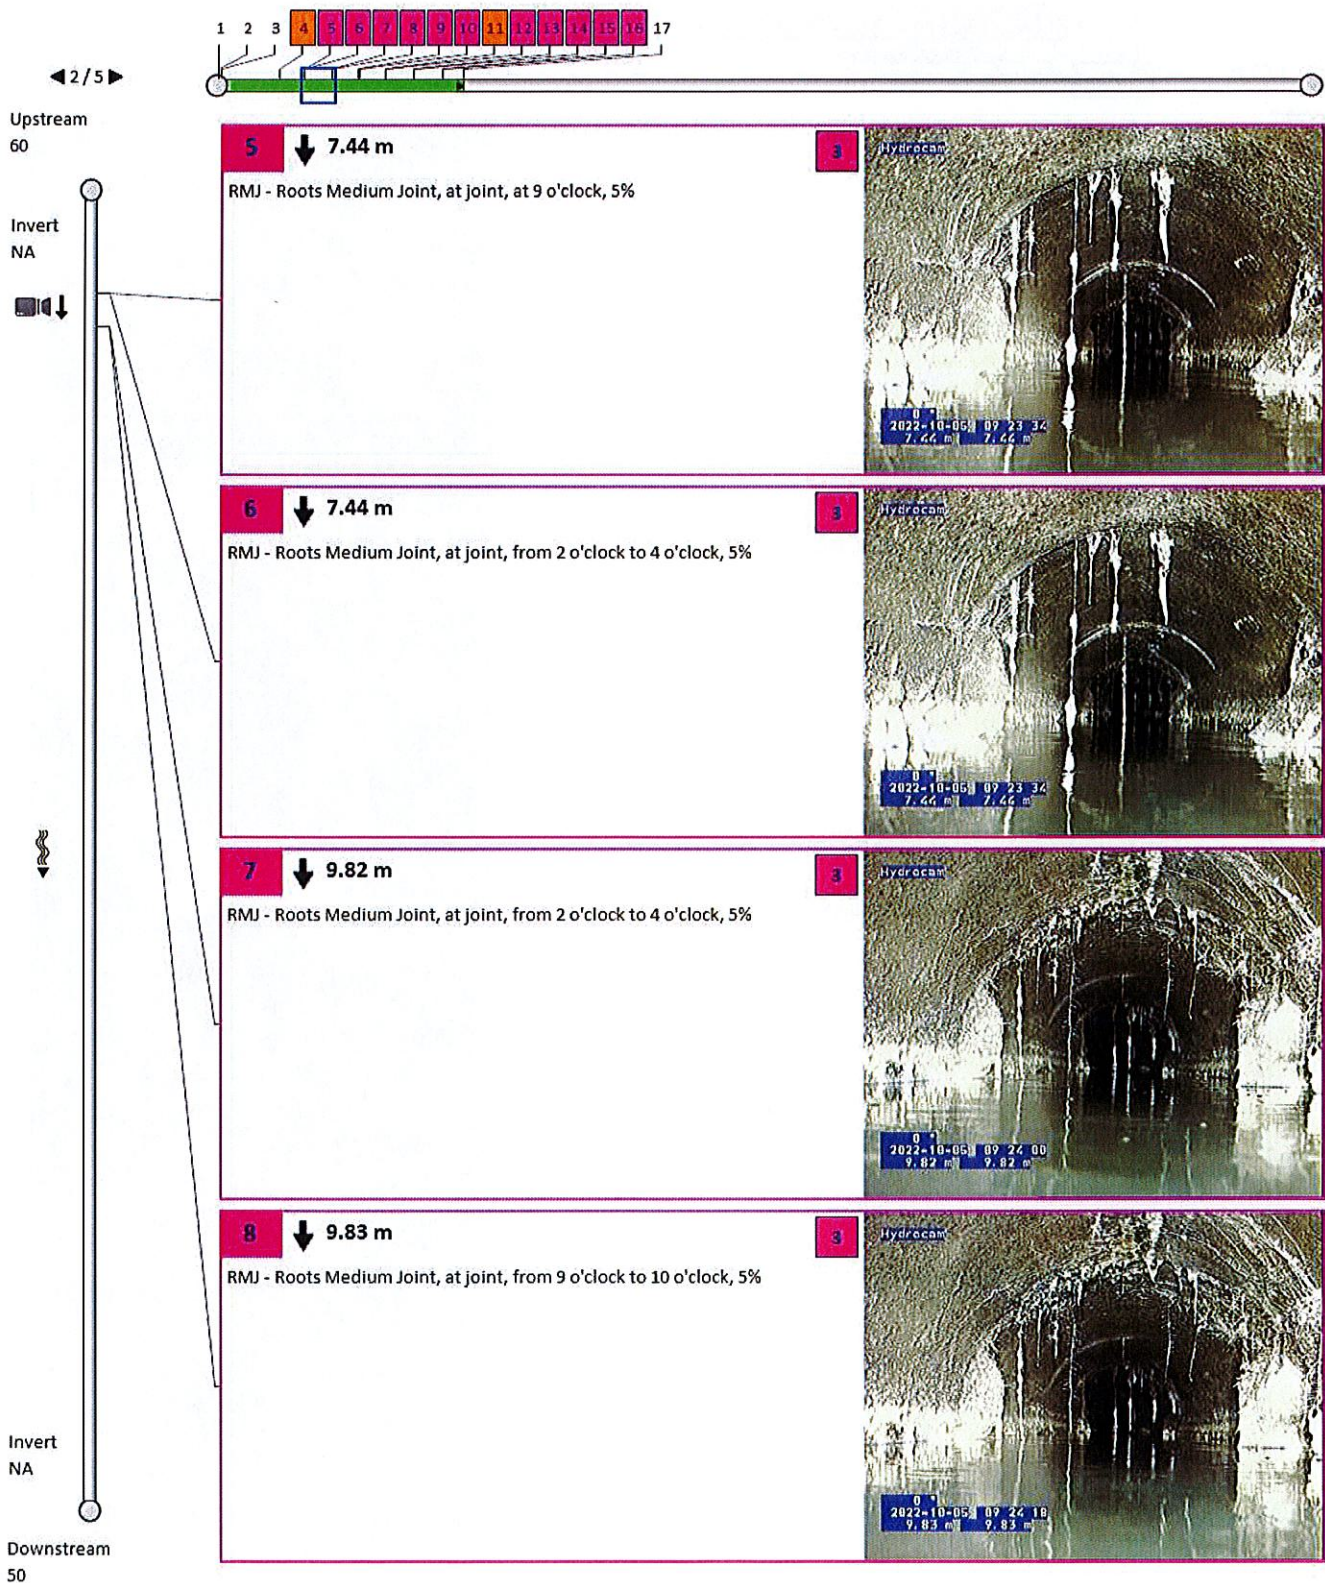 1 2 3 4 5 6 7 8 9 10 11 12 13 14 15 16 17
2 / 5
Upstream
60
Invert
NA
5 7.44 m 3
RMJ - Roots Medium Joint, at joint, at 9 o'clock, 5%
Hydrocam
0 °
2022-10-05 09 23 34
7.44 m 7.44 m
6 7.44 m 3
RMJ - Roots Medium Joint, at joint, from 2 o'clock to 4 o'clock, 5%
Hydrocam
0 °
2022-10-05 09 23 34
7.44 m 7.44 m
7 9.82 m 3
RMJ - Roots Medium Joint, at joint, from 2 o'clock to 4 o'clock, 5%
Hydrocam
0 °
2022-10-05 09 24 00
9.82 m 9.82 m
8 9.83 m 3
RMJ - Roots Medium Joint, at joint, from 9 o'clock to 10 o'clock, 5%
Hydrocam
0 °
2022-10-05 09 24 18
9.83 m 9.83 m
Invert
NA
Downstream
50